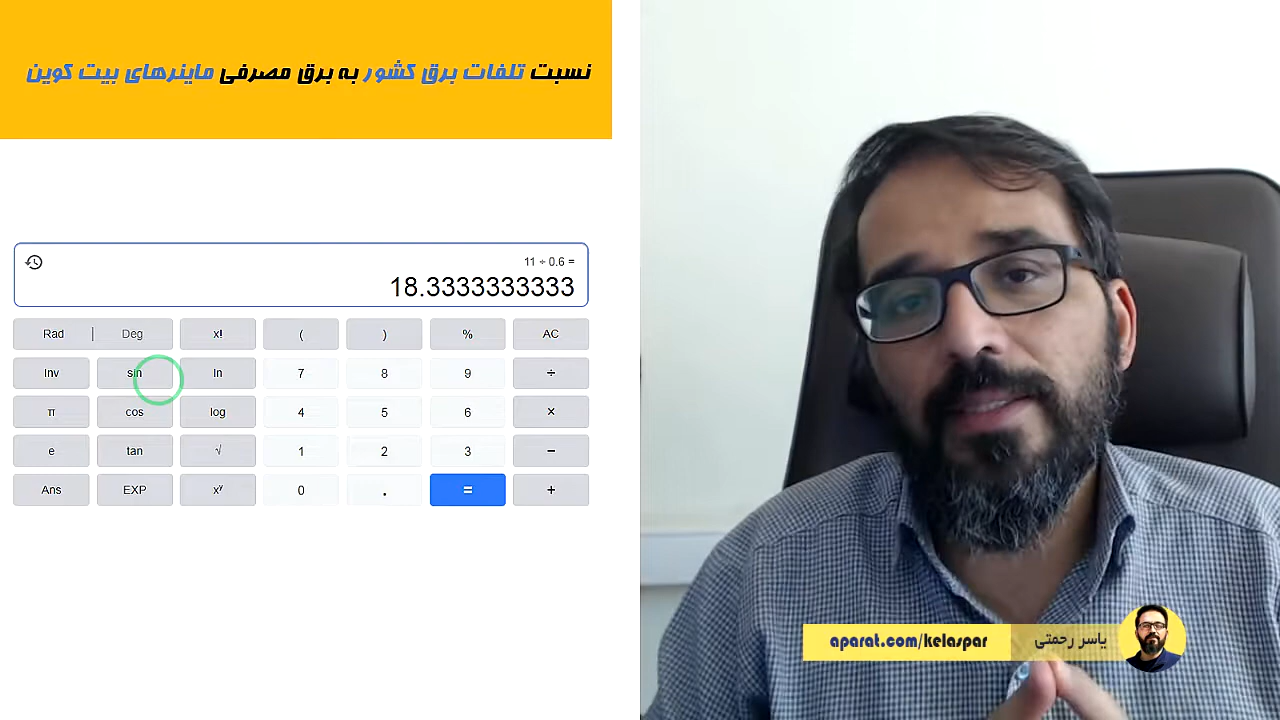 نسبت تلفات برق کشور به برق مصرفی ماینرهای بیت کوین
11 ÷ 0.6 =
18.3333333333
Rad | Deg x! ( ) % AC
Inv sin ln 7 8 9 ÷
π cos log 4 5 6 ×
e tan √ 1 2 3 −
Ans EXP xʸ 0 . = +
aparat.com/kelaspar یاسر رحمتی